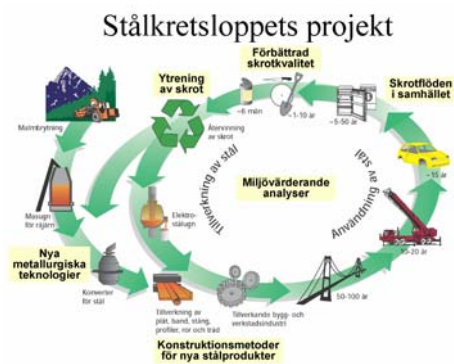 Stålkretsloppets projekt
Förbättrad
skrotkvalitet
Ytrening
av skrot
Skrotflöden
i samhället
~6 mån
~1-10 år
~5-50 år
Malmbrytning
Återvinning
av skrot
~15 år
Tillverkning av stål
Miljövärderande
analyser
Användning av stål
Masugn
för råjärn
Elektro-
stålugn
10-20 år
Nya
metallurgiska
teknologier
Konverter
för stål
50-100 år
Tillverkning av
plåt, band, stång,
profiler, rör och tråd
Tillverkande bygg- och
verkstadsindustri
Konstruktionsmetoder
för nya stålprodukter